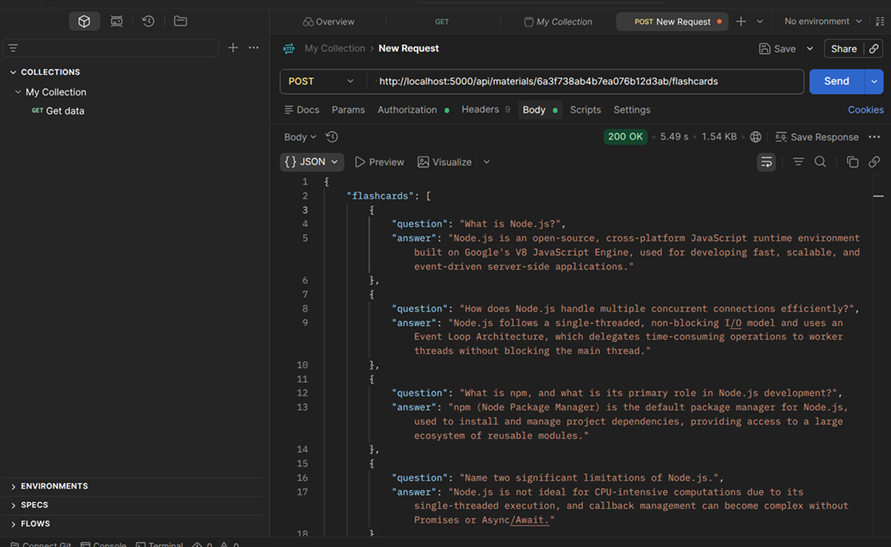 Overview
GET
My Collection
POST New Request
No environment
My Collection > New Request
Save
Share
POST
http://localhost:5000/api/materials/6a3f738ab4b7ea076b12d3ab/flashcards
Send
Docs Params Authorization Headers 9 Body Scripts Settings Cookies
Body
200 OK 5.49 s 1.54 KB Save Response
{} JSON Preview Visualize
COLLECTIONS
My Collection
GET Get data
ENVIRONMENTS
SPECS
FLOWS
1 {
2 "flashcards": [
3 {
4 "question": "What is Node.js?",
5 "answer": "Node.js is an open-source, cross-platform JavaScript runtime environment
built on Google's V8 JavaScript Engine, used for developing fast, scalable, and
event-driven server-side applications."
6 },
7 {
8 "question": "How does Node.js handle multiple concurrent connections efficiently?",
9 "answer": "Node.js follows a single-threaded, non-blocking I/O model and uses an
Event Loop Architecture, which delegates time-consuming operations to worker
threads without blocking the main thread."
10 },
11 {
12 "question": "What is npm, and what is its primary role in Node.js development?",
13 "answer": "npm (Node Package Manager) is the default package manager for Node.js,
used to install and manage project dependencies, providing access to a large
ecosystem of reusable modules."
14 },
15 {
16 "question": "Name two significant limitations of Node.js.",
17 "answer": "Node.js is not ideal for CPU-intensive computations due to its
single-threaded execution, and callback management can become complex without
Promises or Async/Await."
18 },
Connect Git Console Terminal 0 0